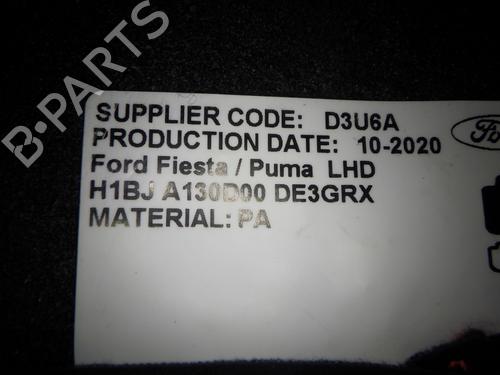 B-PARTS
SUPPLIER CODE: D3U6A
PRODUCTION DATE: 10-2020
Ford
Ford Fiesta / Puma LHD
H1BJ A130D00 DE3GRX
MATERIAL: PA